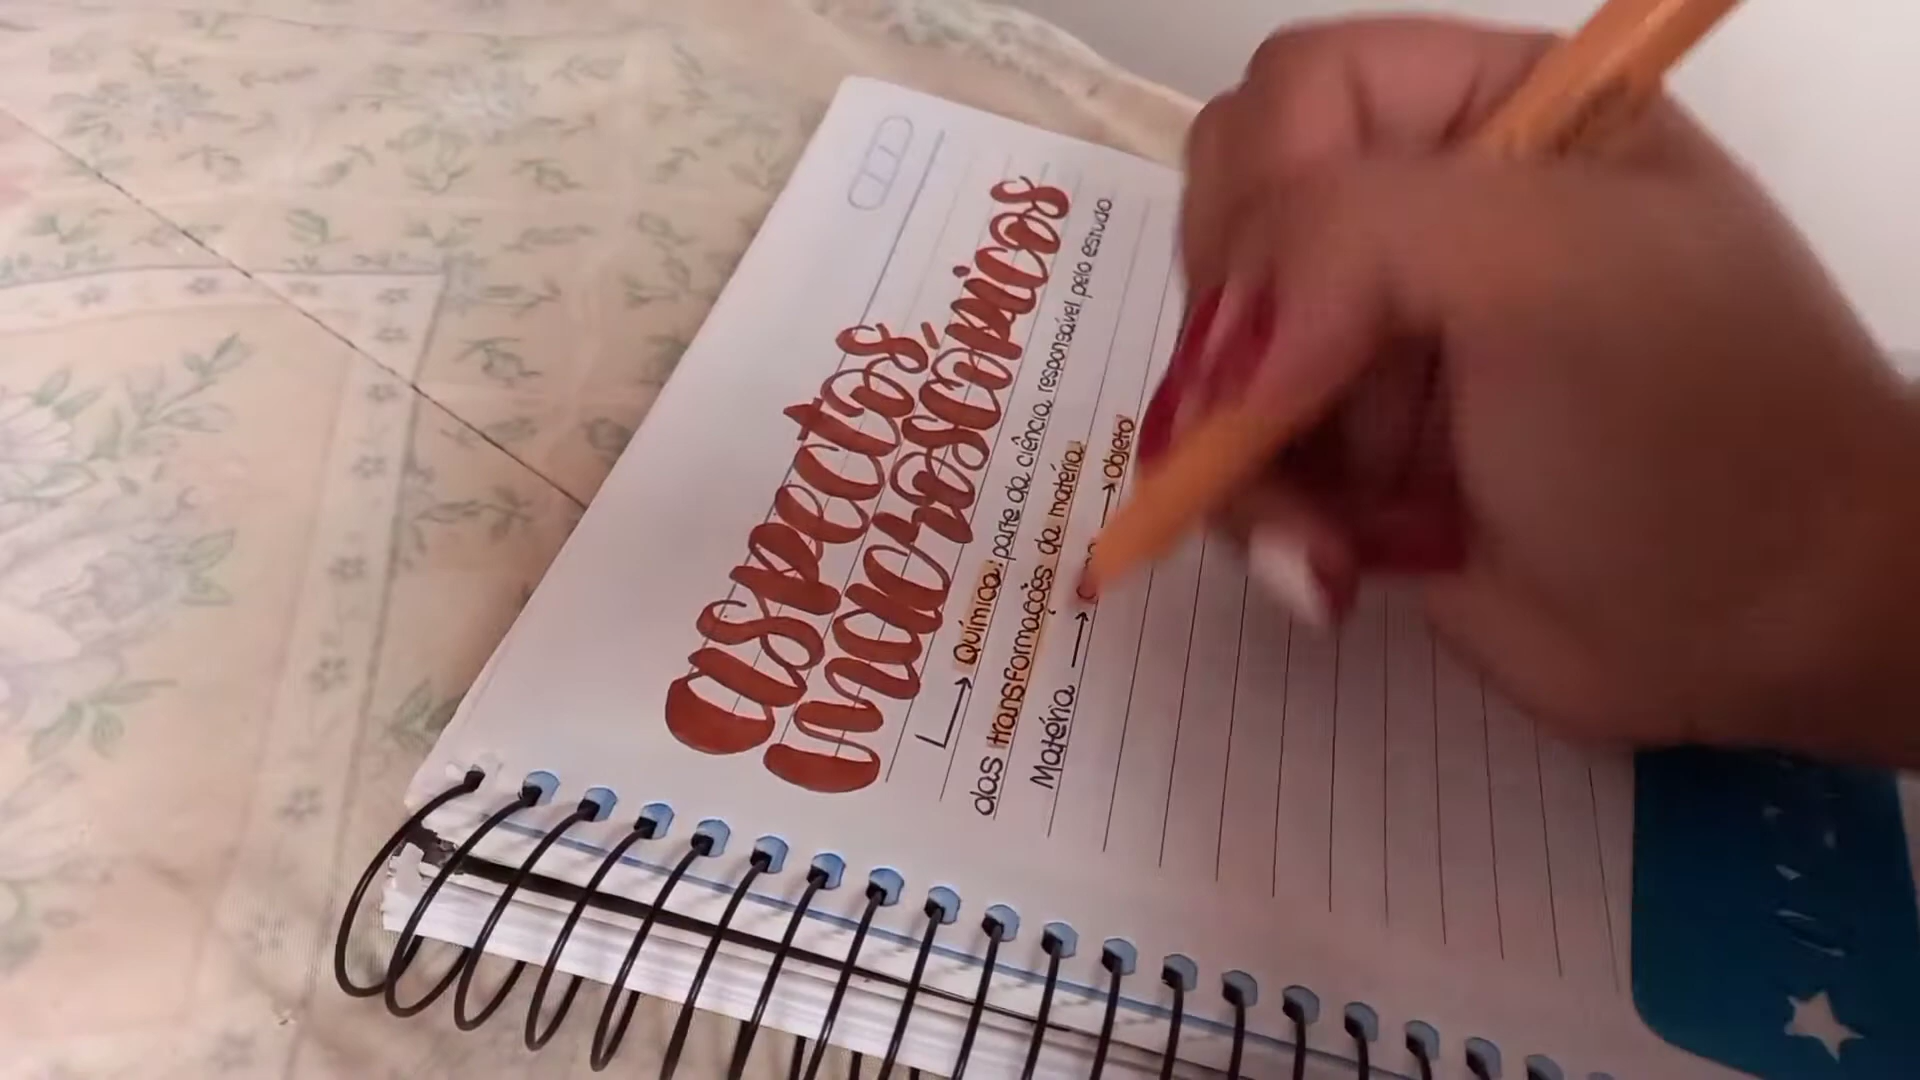 aspectos
macroscópicos
→ Química: parte da ciência responsável pelo estudo
das transformações da matéria
Matéria → → Objeto